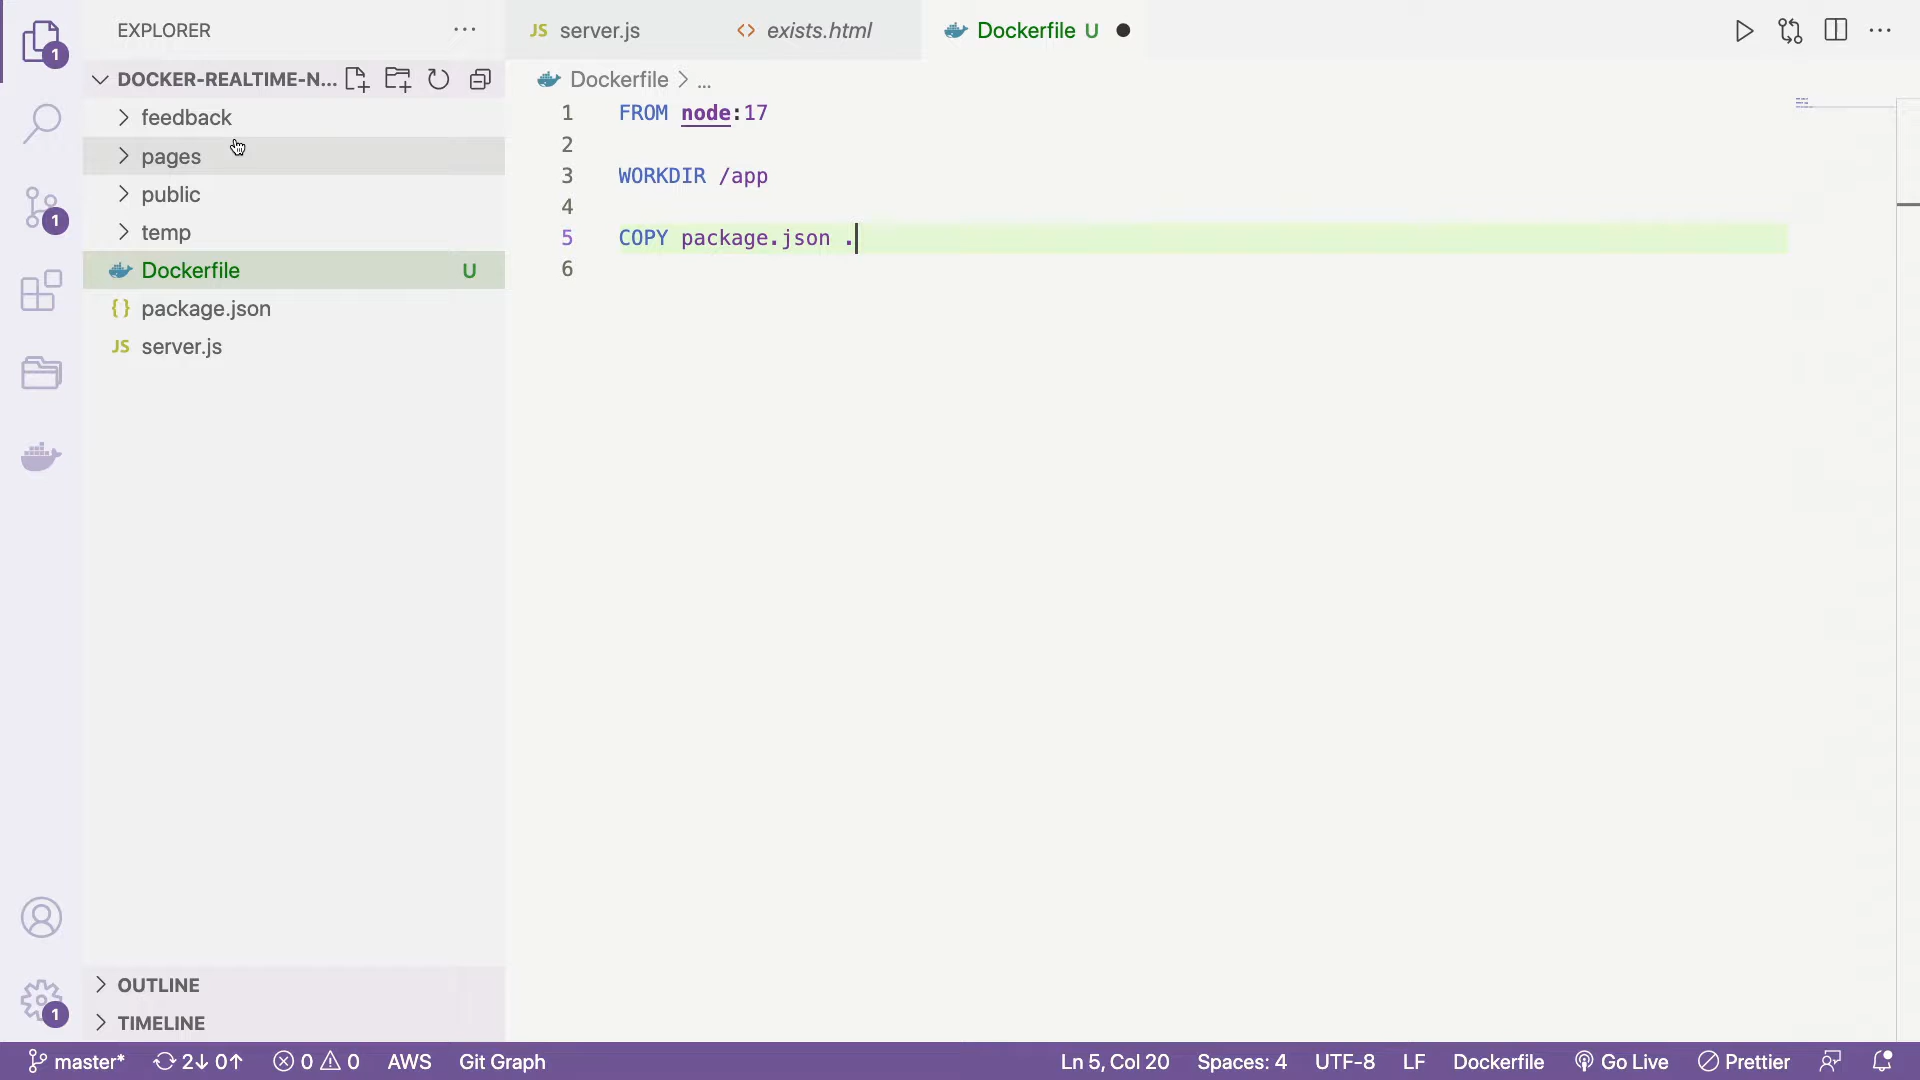 EXPLORER
DOCKER-REALTIME-N...
feedback
pages
public
temp
Dockerfile U
{} package.json
JS server.js
OUTLINE
TIMELINE
1
1
1
JS server.js
<> exists.html
Dockerfile U
Dockerfile > ...
1 FROM node:17
2
3 WORKDIR /app
4
5 COPY package.json .
6
master* 2↓ 0↑ 0 0 AWS Git Graph Ln 5, Col 20 Spaces: 4 UTF-8 LF Dockerfile Go Live Prettier